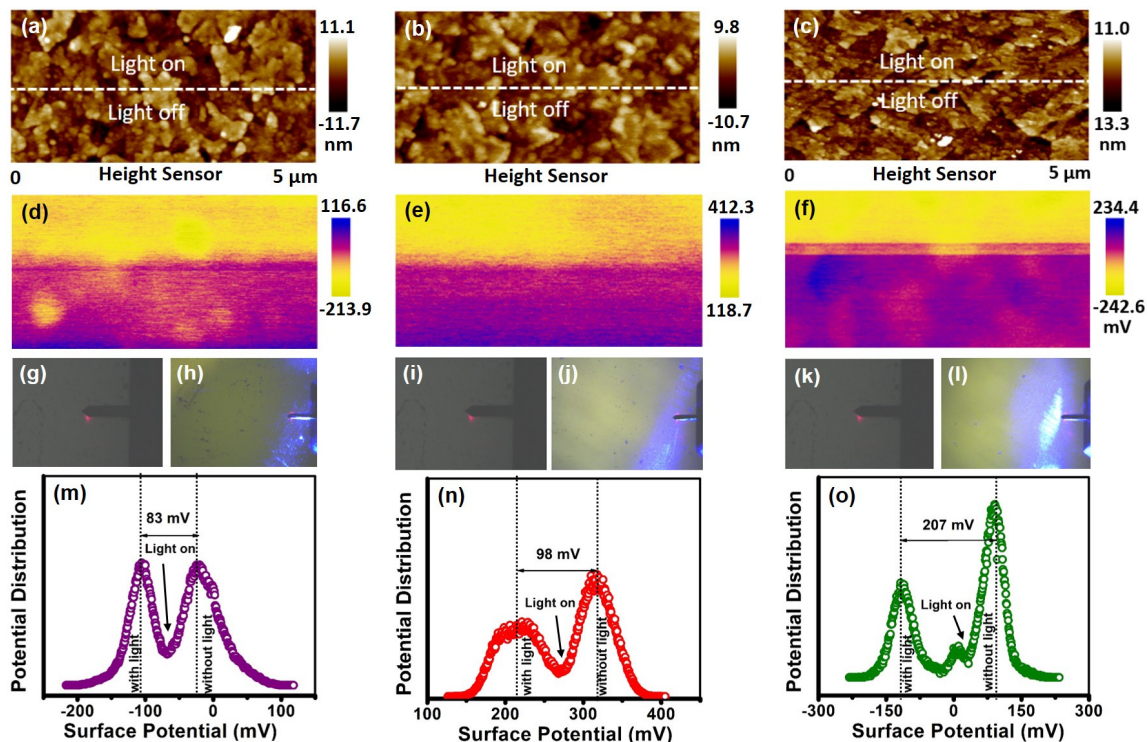 (a)
Light on
Light off
11.1
-11.7
nm
0
Height Sensor
5 µm
(b)
Light on
Light off
9.8
-10.7
nm
0
Height Sensor
5 µm
(c)
Light on
Light off
11.0
13.3
nm
0
Height Sensor
5 µm
(d)
116.6
-213.9
(e)
412.3
118.7
(f)
234.4
-242.6
mV
(g)
(h)
(i)
(j)
(k)
(l)
(m)
83 mV
Light on
with light
without light
Potential Distribution
-200
-100
0
100
Surface Potential (mV)
(n)
98 mV
Light on
with light
without light
Potential Distribution
100
200
300
400
Surface Potential (mV)
(o)
207 mV
Light on
with light
without light
Potential Distribution
-300
-150
0
150
300
Surface Potential (mV)